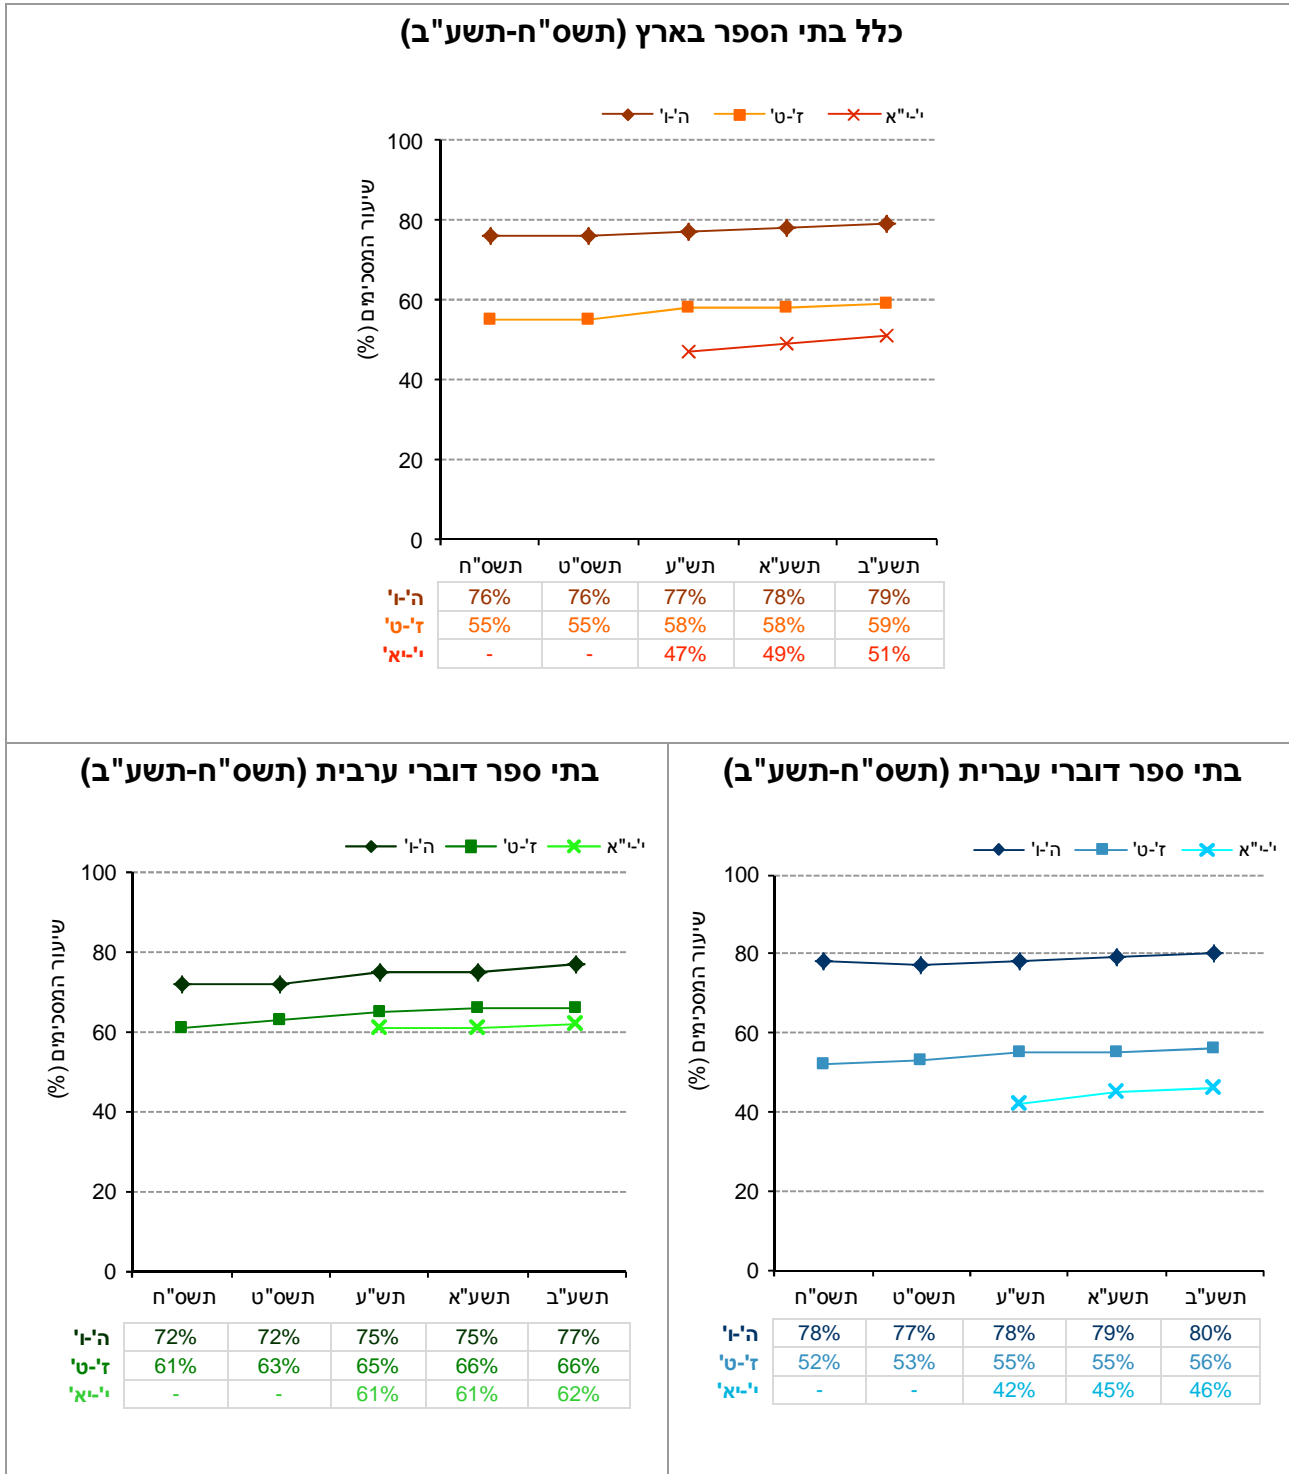 כלל בתי הספר בארץ (תשס"ח-תשע"ב)
ה'-ו' ז'-ט' י'-י"א
שיעור המסכימים (%)
100
80
60
40
20
0
תשס"ח תשס"ט תש"ע תשע"א תשע"ב
ה'-ו' 76% 76% 77% 78% 79%
ז'-ט' 55% 55% 58% 58% 59%
י'-יא' - - 47% 49% 51%
בתי ספר דוברי עברית (תשס"ח-תשע"ב)
ה'-ו' ז'-ט' י'-י"א
שיעור המסכימים (%)
100
80
60
40
20
0
תשס"ח תשס"ט תש"ע תשע"א תשע"ב
ה'-ו' 78% 77% 78% 79% 80%
ז'-ט' 52% 53% 55% 55% 56%
י'-יא' - - 42% 45% 46%
בתי ספר דוברי ערבית (תשס"ח-תשע"ב)
ה'-ו' ז'-ט' י'-י"א
שיעור המסכימים (%)
100
80
60
40
20
0
תשס"ח תשס"ט תש"ע תשע"א תשע"ב
ה'-ו' 72% 72% 75% 75% 77%
ז'-ט' 61% 63% 65% 66% 66%
י'-יא' - - 61% 61% 62%